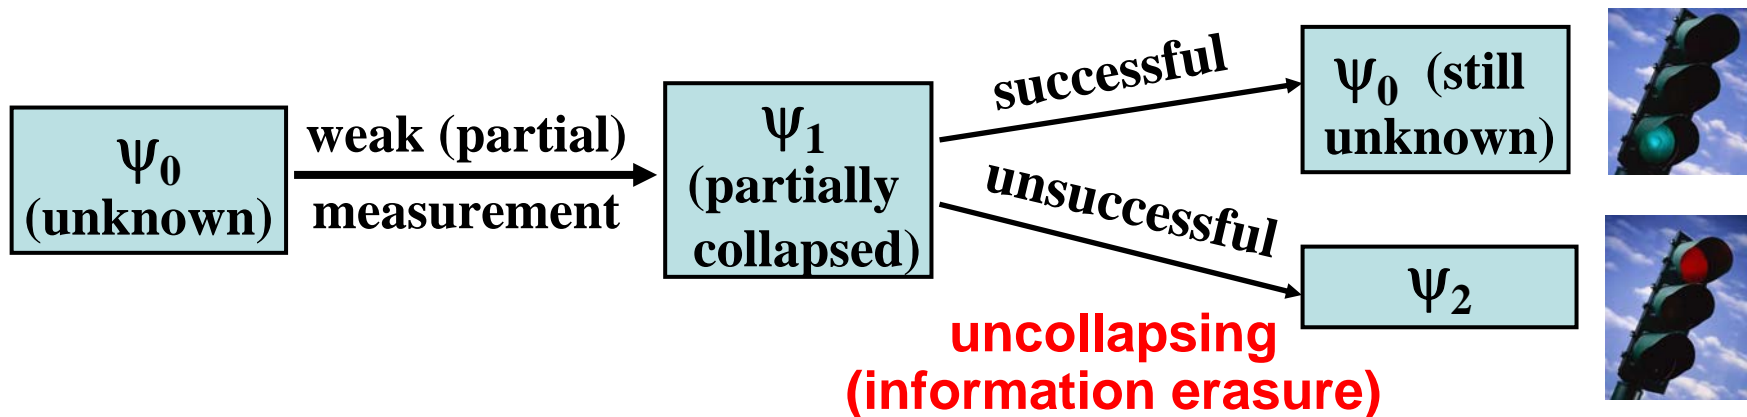 ψ₀
(unknown)
weak (partial)
measurement
ψ₁
(partially
collapsed)
successful
unsuccessful
ψ₀ (still
unknown)
ψ₂
uncollapsing
(information erasure)